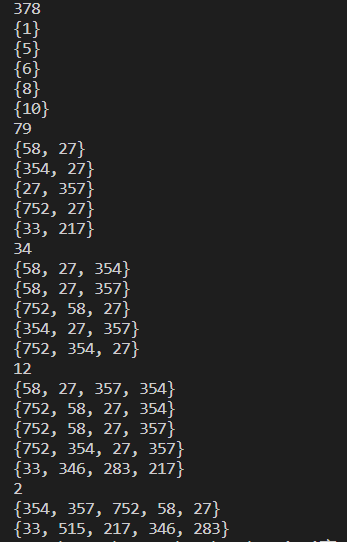 378
{1}
{5}
{6}
{8}
{10}
79
{58, 27}
{354, 27}
{27, 357}
{752, 27}
{33, 217}
34
{58, 27, 354}
{58, 27, 357}
{752, 58, 27}
{354, 27, 357}
{752, 354, 27}
12
{58, 27, 357, 354}
{752, 58, 27, 354}
{752, 58, 27, 357}
{752, 354, 27, 357}
{33, 346, 283, 217}
2
{354, 357, 752, 58, 27}
{33, 515, 217, 346, 283}